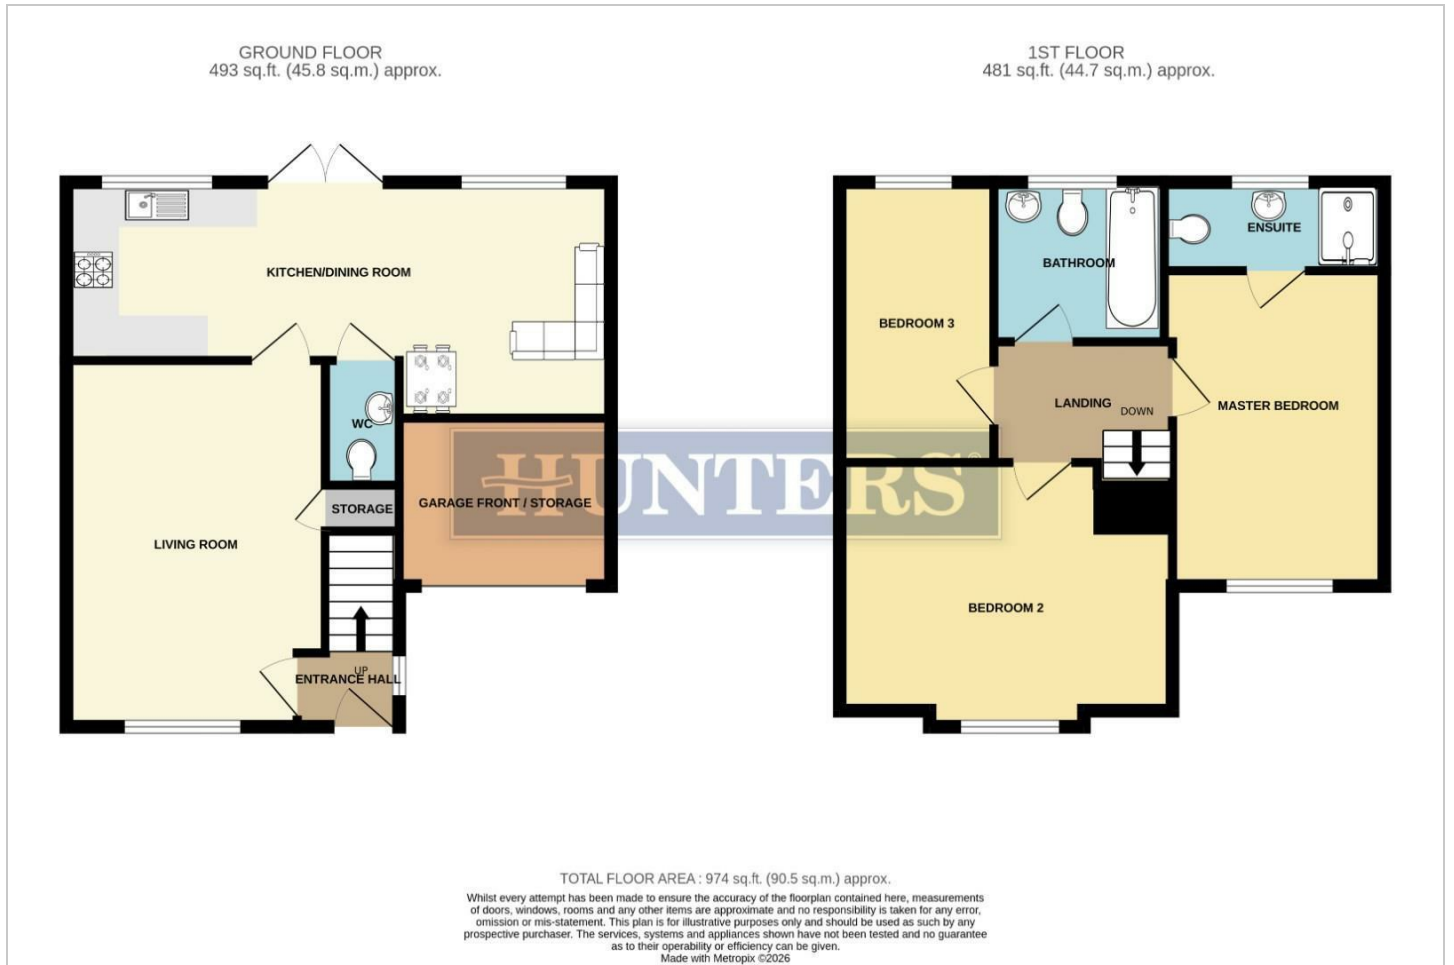 GROUND FLOOR
493 sq.ft. (45.8 sq.m.) approx.
1ST FLOOR
481 sq.ft. (44.7 sq.m.) approx.
KITCHEN/DINING ROOM
WC
STORAGE
GARAGE FRONT / STORAGE
LIVING ROOM
UP
ENTRANCE HALL
HUNTERS®
ENSUITE
BATHROOM
BEDROOM 3
LANDING
DOWN
MASTER BEDROOM
BEDROOM 2
TOTAL FLOOR AREA : 974 sq.ft. (90.5 sq.m.) approx.
Whilst every attempt has been made to ensure the accuracy of the floorplan contained here, measurements
of doors, windows, rooms and any other items are approximate and no responsibility is taken for any error,
omission or mis-statement. This plan is for illustrative purposes only and should be used as such by any
prospective purchaser. The services, systems and appliances shown have not been tested and no guarantee
as to their operability or efficiency can be given.
Made with Metropix ©2026